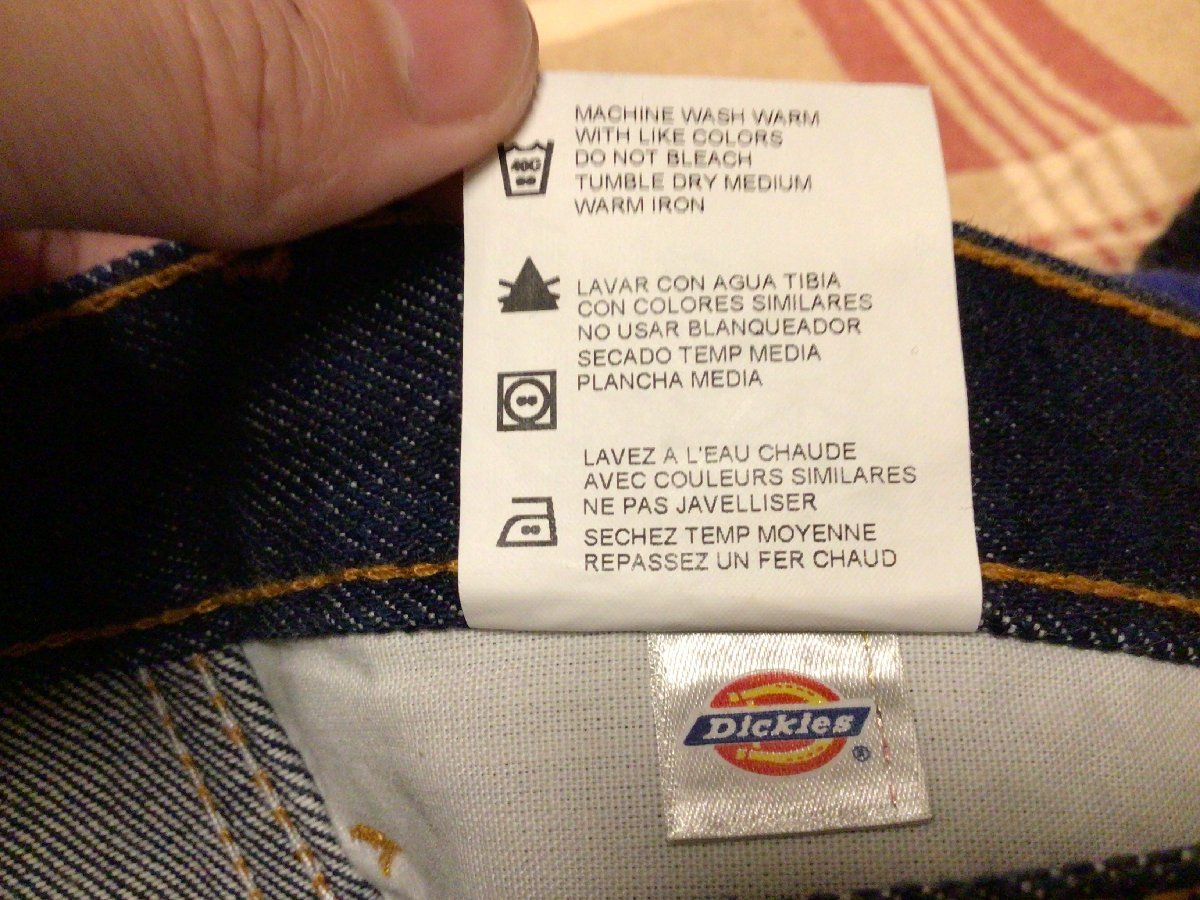 MACHINE WASH WARM
WITH LIKE COLORS
DO NOT BLEACH
TUMBLE DRY MEDIUM
WARM IRON
40C
LAVAR CON AGUA TIBIA
CON COLORES SIMILARES
NO USAR BLANQUEADOR
SECADO TEMP MEDIA
PLANCHA MEDIA
LAVEZ A L'EAU CHAUDE
AVEC COULEURS SIMILARES
NE PAS JAVELLISER
SECHEZ TEMP MOYENNE
REPASSEZ UN FER CHAUD
Dickies®